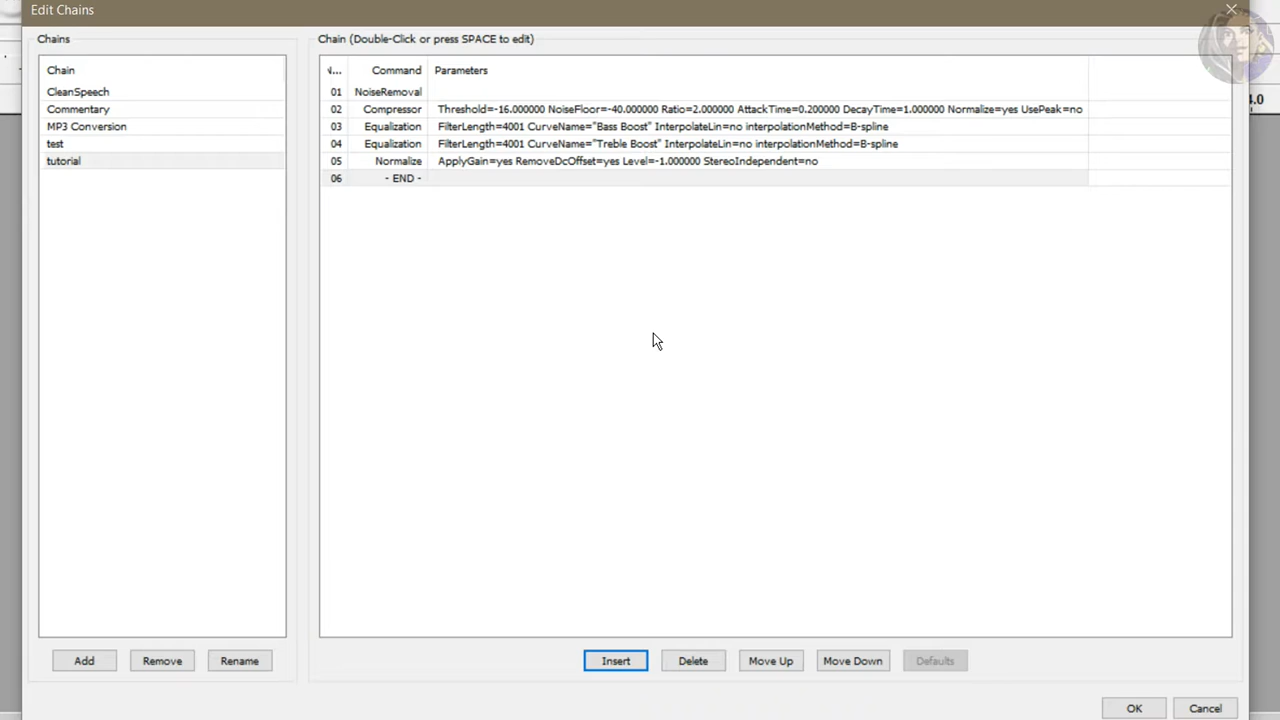 Edit Chains
Chains
Chain
CleanSpeech
Commentary
MP3 Conversion
test
tutorial
Add
Remove
Rename
Chain (Double-Click or press SPACE to edit)
Command Parameters
01 NoiseRemoval
02 Compressor Threshold=-16.000000 NoiseFloor=-40.000000 Ratio=2.000000 AttackTime=0.200000 DecayTime=1.000000 Normalize=yes UsePeak=no
03 Equalization FilterLength=4001 CurveName="Bass Boost" InterpolateLin=no interpolationMethod=B-spline
04 Equalization FilterLength=4001 CurveName="Treble Boost" InterpolateLin=no interpolationMethod=B-spline
05 Normalize ApplyGain=yes RemoveDcOffset=yes Level=-1.000000 StereoIndependent=no
06 - END -
Insert
Delete
Move Up
Move Down
Defaults
OK
Cancel